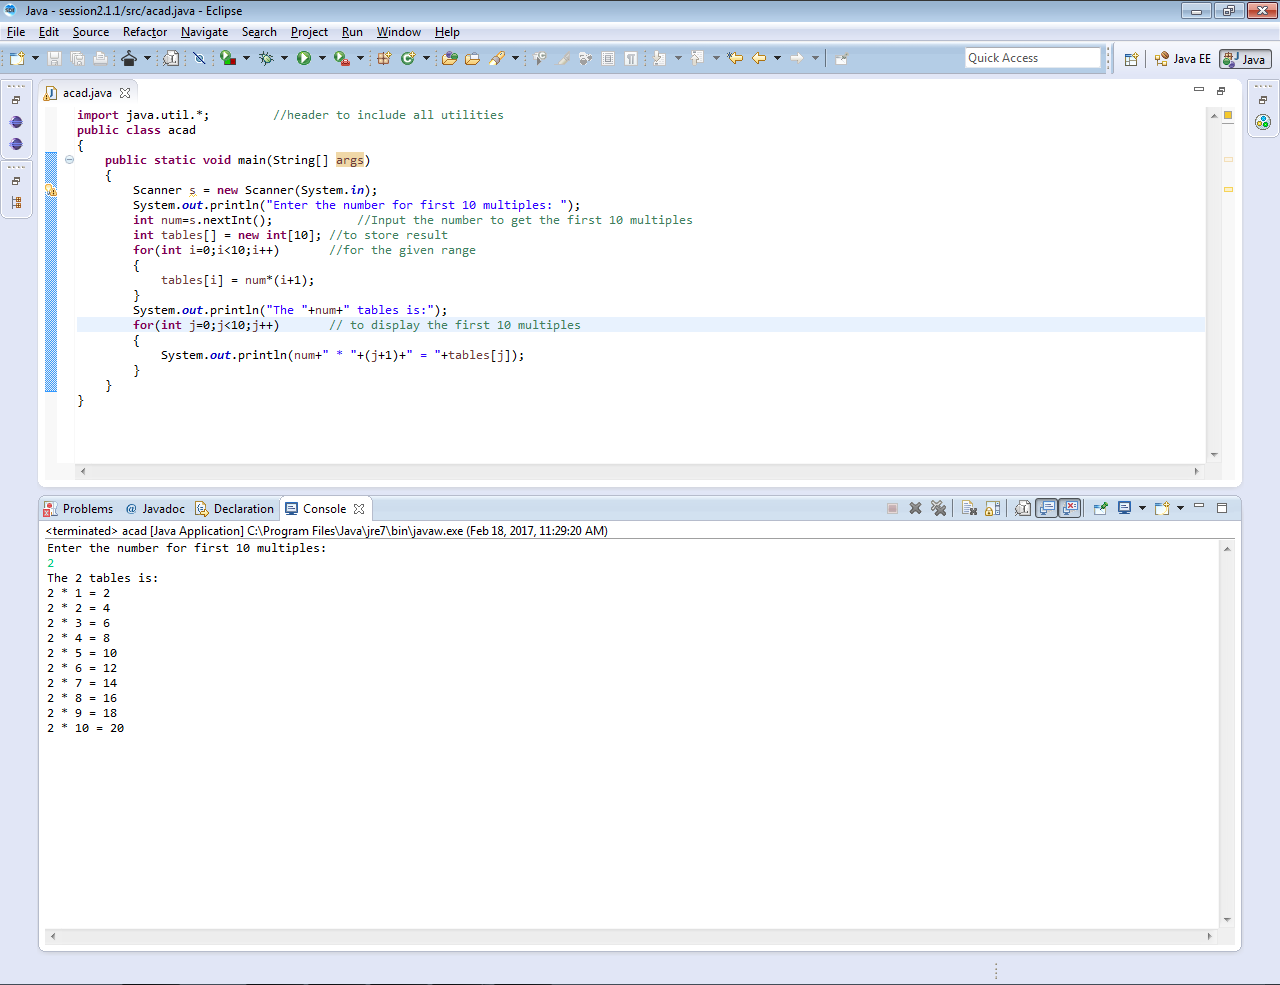 Java - session2.1.1/src/acad.java - Eclipse
File Edit Source Refactor Navigate Search Project Run Window Help
Quick Access
Java EE
Java
acad.java
import java.util.*; //header to include all utilities
public class acad
{
public static void main(String[] args)
{
Scanner s = new Scanner(System.in);
System.out.println("Enter the number for first 10 multiples: ");
int num=s.nextInt(); //Input the number to get the first 10 multiples
int tables[] = new int[10]; //to store result
for(int i=0;i<10;i++) //for the given range
{
tables[i] = num*(i+1);
}
System.out.println("The "+num+" tables is:");
for(int j=0;j<10;j++) // to display the first 10 multiples
{
System.out.println(num+" * "+(j+1)+" = "+tables[j]);
}
}
}
Problems @ Javadoc Declaration Console
<terminated> acad [Java Application] C:\Program Files\Java\jre7\bin\javaw.exe (Feb 18, 2017, 11:29:20 AM)
Enter the number for first 10 multiples:
2
The 2 tables is:
2 * 1 = 2
2 * 2 = 4
2 * 3 = 6
2 * 4 = 8
2 * 5 = 10
2 * 6 = 12
2 * 7 = 14
2 * 8 = 16
2 * 9 = 18
2 * 10 = 20